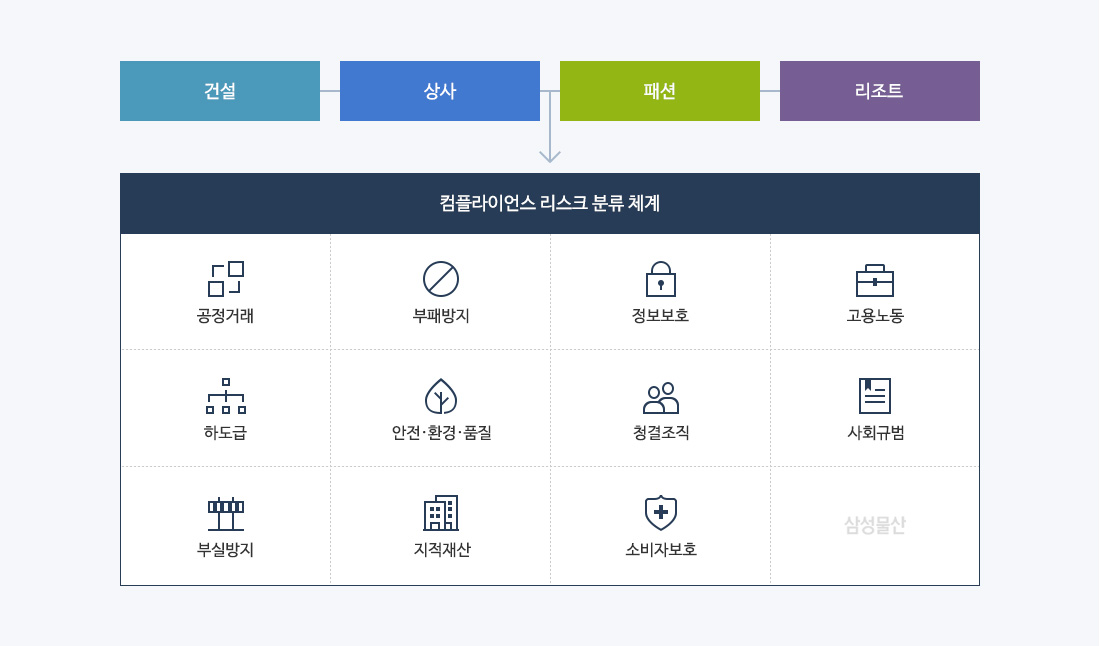 건설
상사
패션
리조트
컴플라이언스 리스크 분류 체계
공정거래
부패방지
정보보호
고용노동
하도급
안전·환경·품질
청결조직
사회규범
부실방지
지적재산
소비자보호
삼성물산